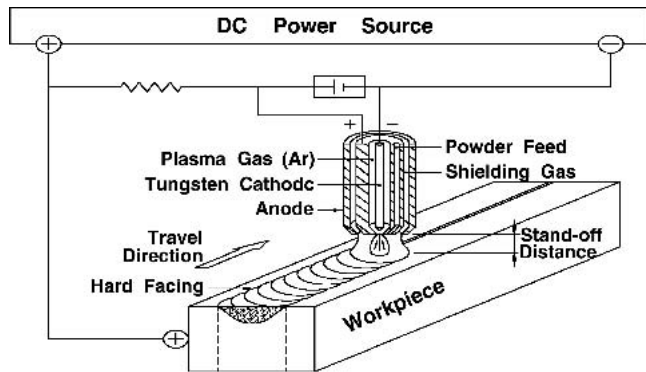 DC Power Source
+
−
+
−
Plasma Gas (Ar)
Powder Feed
Tungsten Cathodc
Shielding Gas
Anode
Travel
Direction
Stand-off
Distance
Hard Facing
Workpiece
+